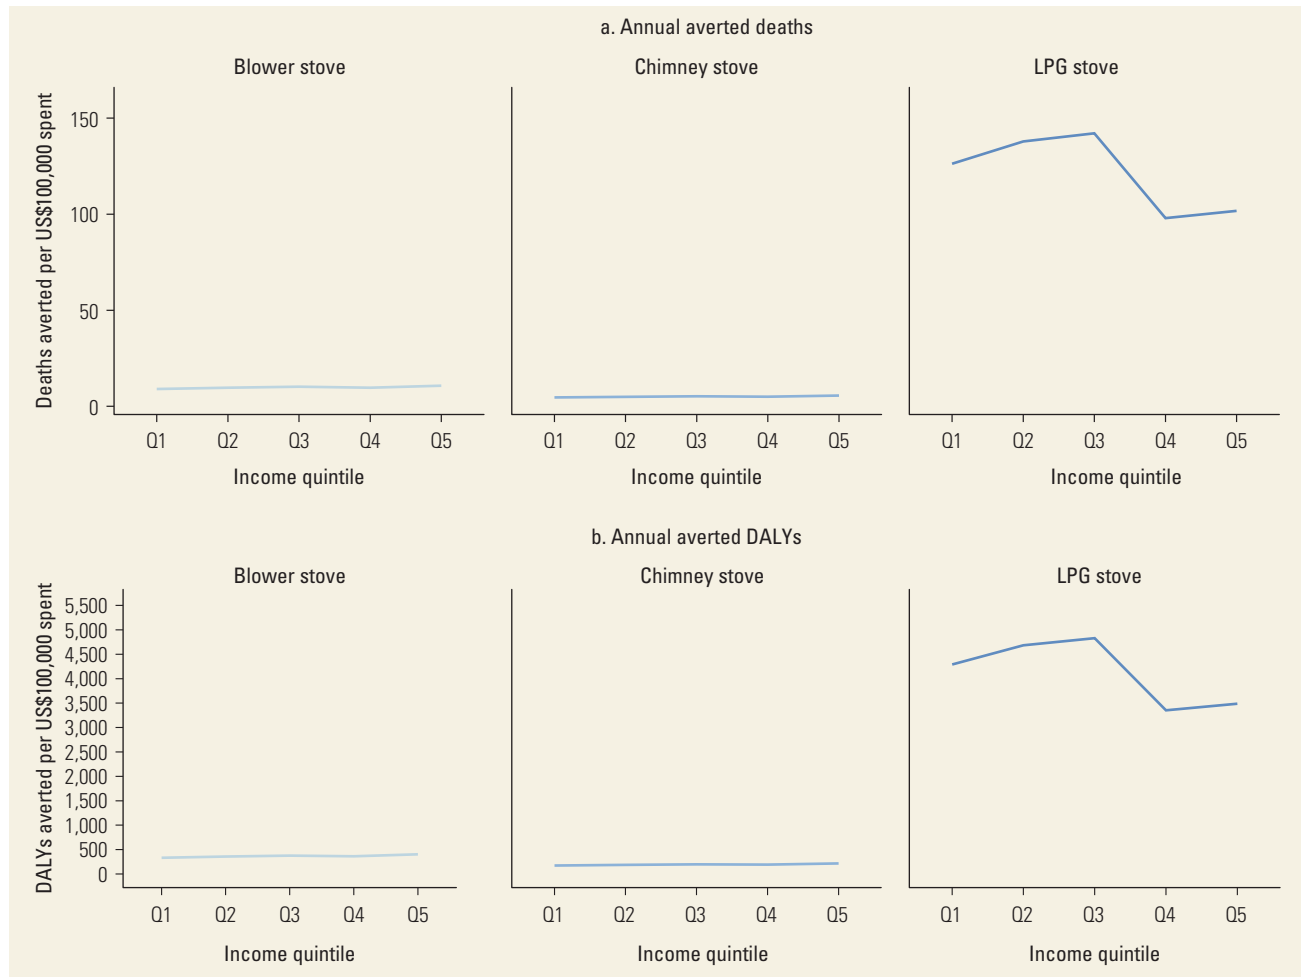 a. Annual averted deaths
Blower stove
Chimney stove
LPG stove
Deaths averted per US$100,000 spent
150
100
50
0
Q1 Q2 Q3 Q4 Q5
Q1 Q2 Q3 Q4 Q5
Q1 Q2 Q3 Q4 Q5
Income quintile
Income quintile
Income quintile
b. Annual averted DALYs
Blower stove
Chimney stove
LPG stove
DALYs averted per US$100,000 spent
5,500
5,000
4,500
4,000
3,500
3,000
2,500
2,000
1,500
1,000
500
0
Q1 Q2 Q3 Q4 Q5
Q1 Q2 Q3 Q4 Q5
Q1 Q2 Q3 Q4 Q5
Income quintile
Income quintile
Income quintile